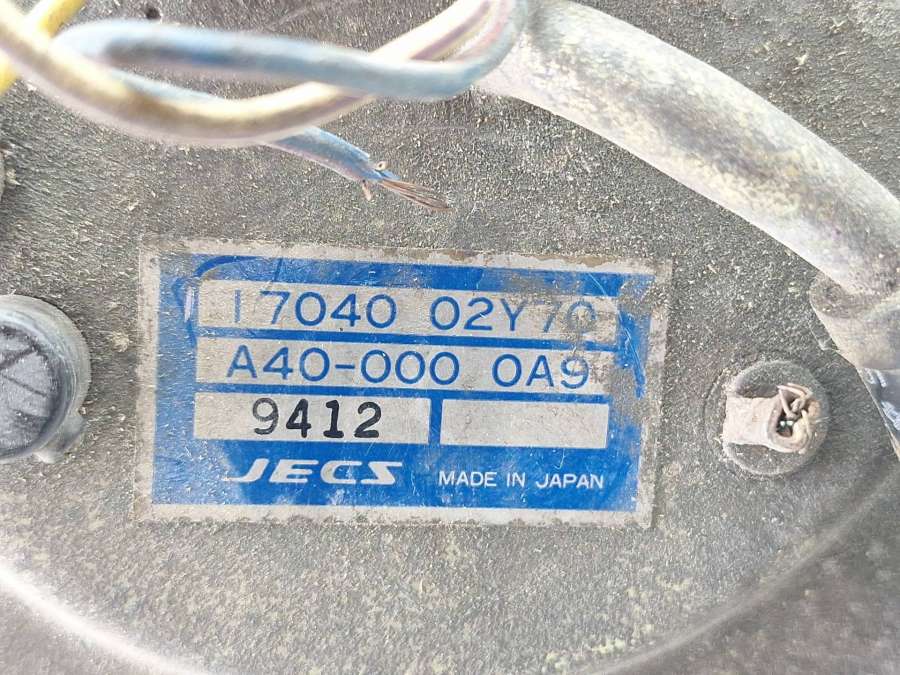 17040 02Y70
A40-000 0A9
9412
JECS MADE IN JAPAN